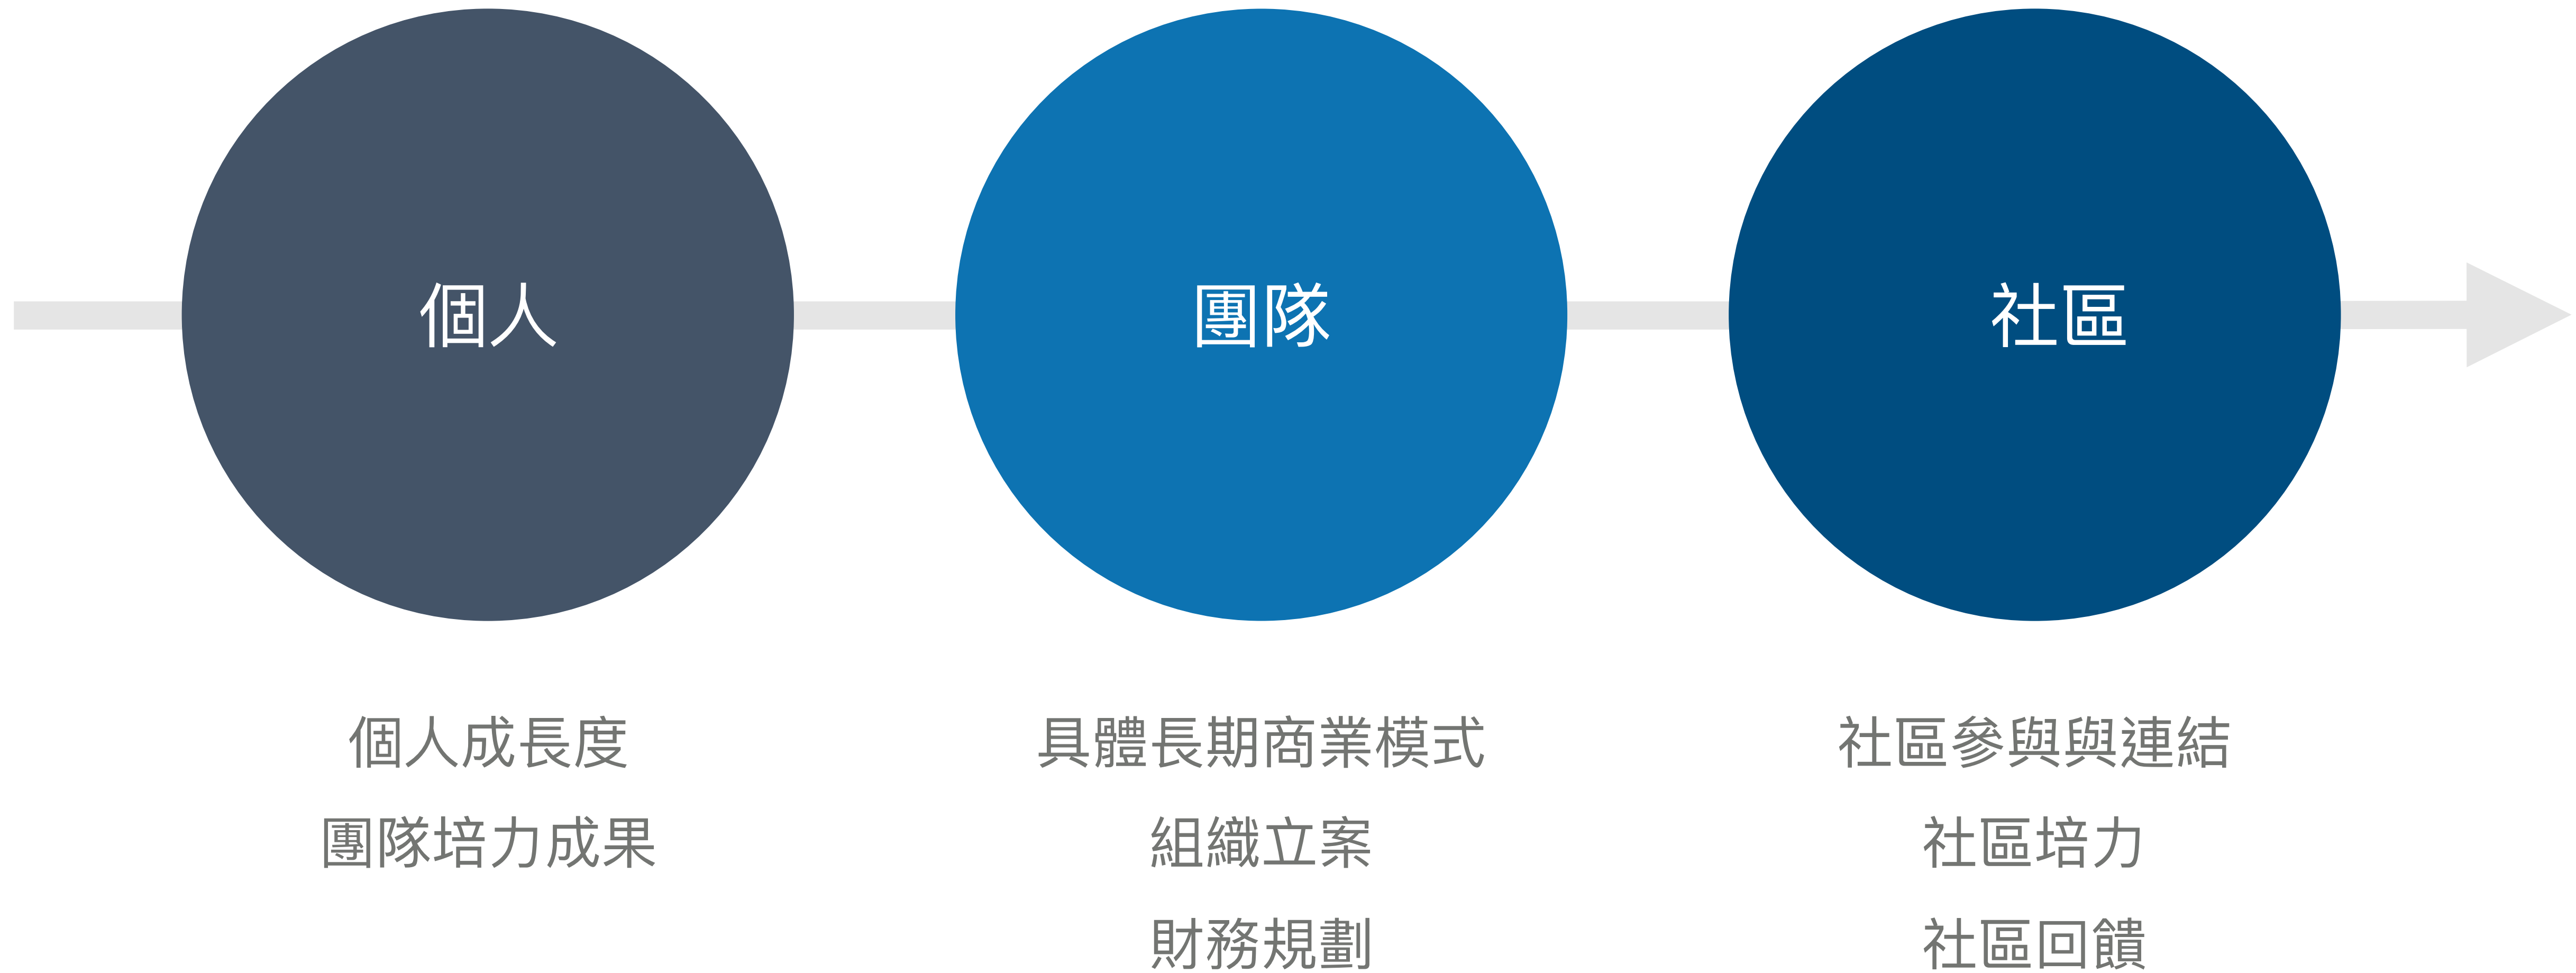 個人
團隊
社區
個人成長度
團隊培力成果
具體長期商業模式
組織立案
財務規劃
社區參與與連結
社區培力
社區回饋